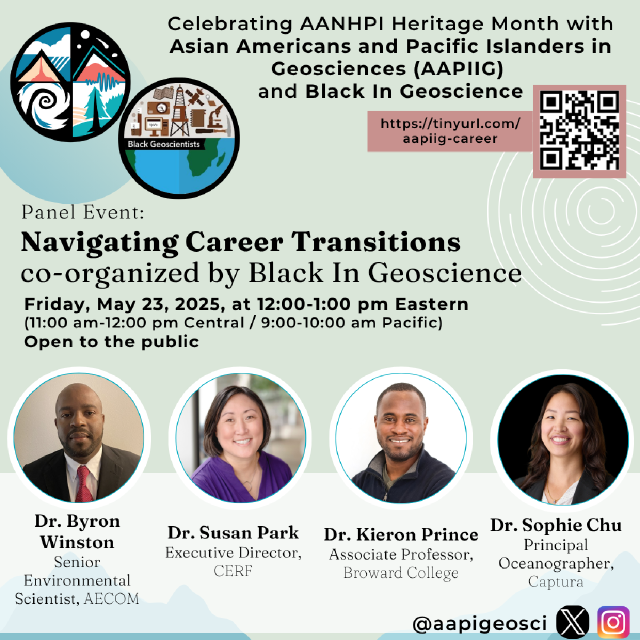 Celebrating AANHPI Heritage Month with
Asian Americans and Pacific Islanders in
Geosciences (AAPIIG)
and Black In Geoscience
https://tinyurl.com/
aapiig-career
Black Geoscientists
Panel Event:
Navigating Career Transitions
co-organized by Black In Geoscience
Friday, May 23, 2025, at 12:00-1:00 pm Eastern
(11:00 am-12:00 pm Central / 9:00-10:00 am Pacific)
Open to the public
Dr. Byron
Winston
Senior
Environmental
Scientist, AECOM
Dr. Susan Park
Executive Director,
CERF
Dr. Kieron Prince
Associate Professor,
Broward College
Dr. Sophie Chu
Principal
Oceanographer,
Captura
@aapigeosci